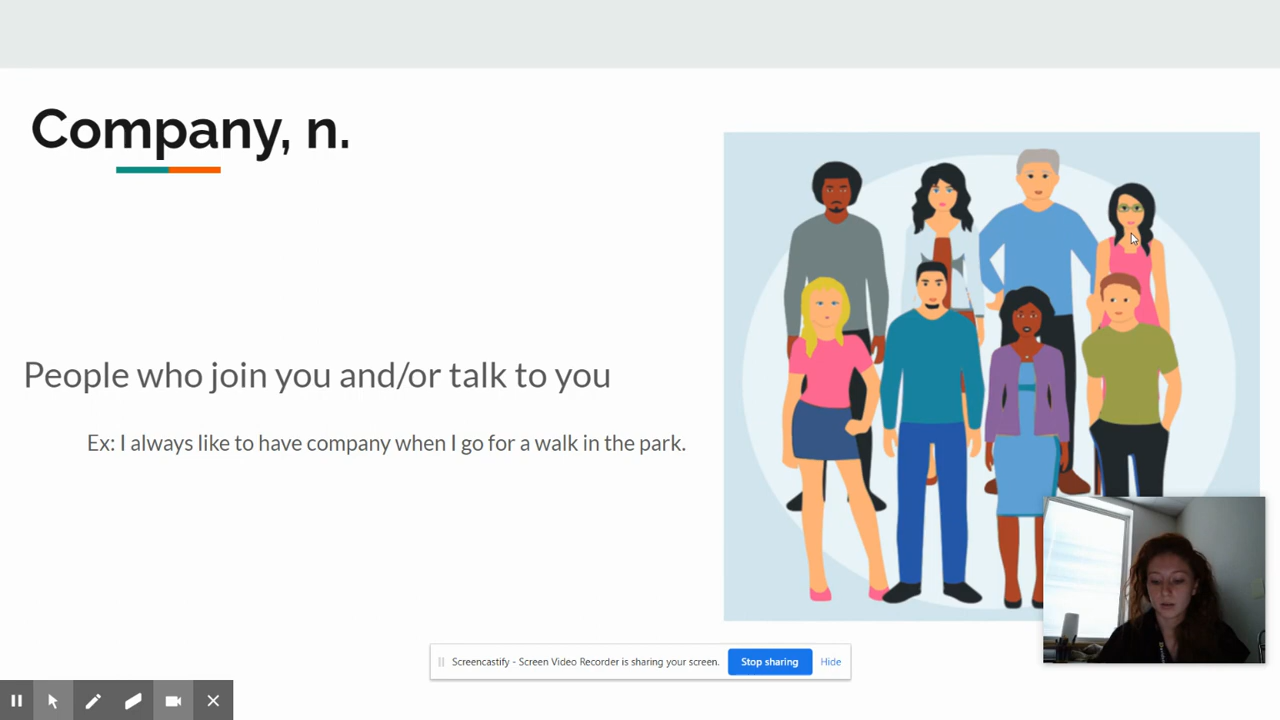 Company, n.
People who join you and/or talk to you
Ex: I always like to have company when I go for a walk in the park.
Screencastify - Screen Video Recorder is sharing your screen. Stop sharing Hide